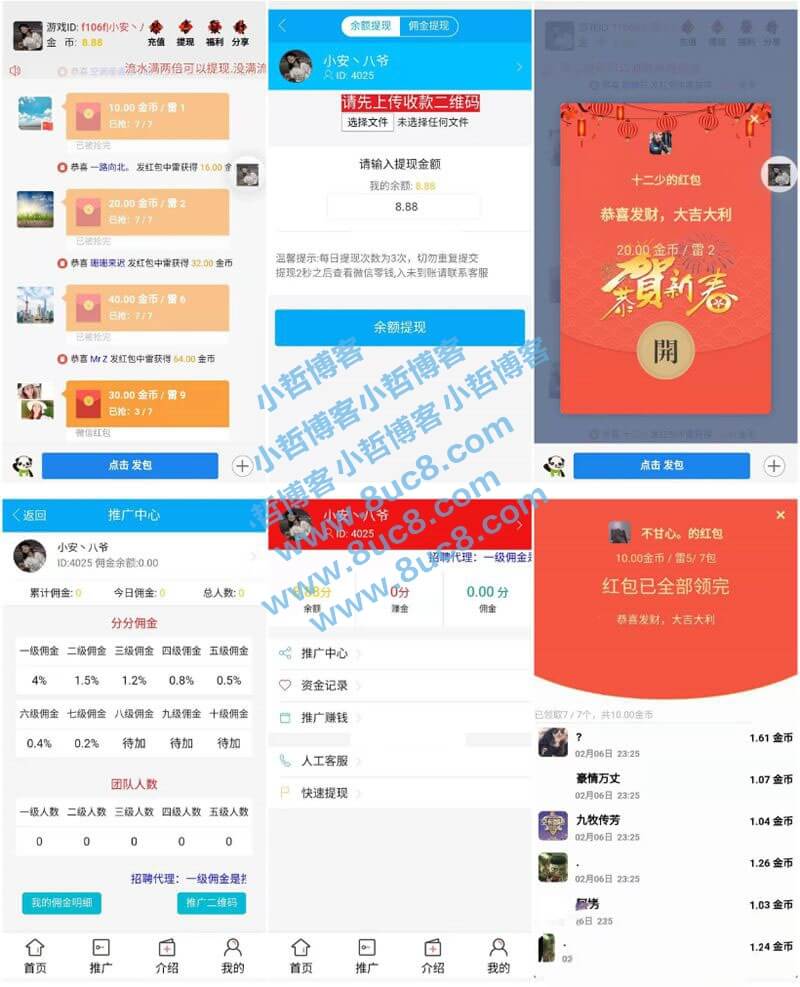 游戏ID: f106f|小安丶/
金 币: 8.88
充值 提现 福利 分享
流水满两倍可以提现,没满流
10.00 金币 / 雷 1
已抢: 7 / 7
已被抢完
恭喜 一路向北。 发红包中雷获得 16.00 金
20.00 金币 / 雷 2
已抢: 7 / 7
已被抢完
恭喜 珊珊来迟 发红包中雷获得 32.00 金币
40.00 金币 / 雷 6
已抢: 7 / 7
已被抢完
恭喜 Mr Z 发红包中雷获得 64.00 金币
30.00 金币 / 雷 9
已抢: 3 / 7
微信红包
点击 发包
余额提现 佣金提现
小安丶八爷
ID: 4025
请先上传收款二维码
选择文件 未选择任何文件
请输入提现金额
我的余额: 8.88
8.88
温馨提示:每日提现次数为3次，切勿重复提交
提现2秒之后查看微信零钱,入未到账请联系客服
余额提现
充值 提现 福利 分享
十二少的红包
恭喜发财，大吉大利
20.00 金币 / 雷 2
恭贺新春
開
点击 发包
小哲博客 小哲博客 小哲博客
小哲博客 小哲博客
www.8uc8.com
www.8uc8.com
www.8uc8.com
返回 推广中心
小安丶八爷
ID:4025 佣金余额:0.00
累计佣金: 0 今日佣金: 0 总人数: 0
分分佣金
一级佣金 二级佣金 三级佣金 四级佣金 五级佣金
4% 1.5% 1.2% 0.8% 0.5%
六级佣金 七级佣金 八级佣金 九级佣金 十级佣金
0.4% 0.2% 待加 待加 待加
团队人数
一级人数 二级人数 三级人数 四级人数 五级人数
0 0 0 0 0
招聘代理：一级佣金是
我的佣金明细 推广二维码
首页 推广 介绍 我的
小安丶八爷
ID: 4025
招聘代理：一级佣金是
8.88分 0分 0.00 分
余额 赚金 佣金
推广中心
资金记录
推广赚钱
人工客服
快速提现
首页 推广 介绍 我的
不甘心。的红包
10.00金币 / 雷5/ 7包
红包已全部领完
恭喜发财，大吉大利
已领取7 / 7个，共10.00金币
? 1.61 金币
02月06日 23:25
豪情万丈 1.07 金币
02月06日 23:25
九牧传芳 1.04 金币
02月06日 23:25
. 1.26 金币
02月06日 23:25
1.03 金币
. 1.24 金币